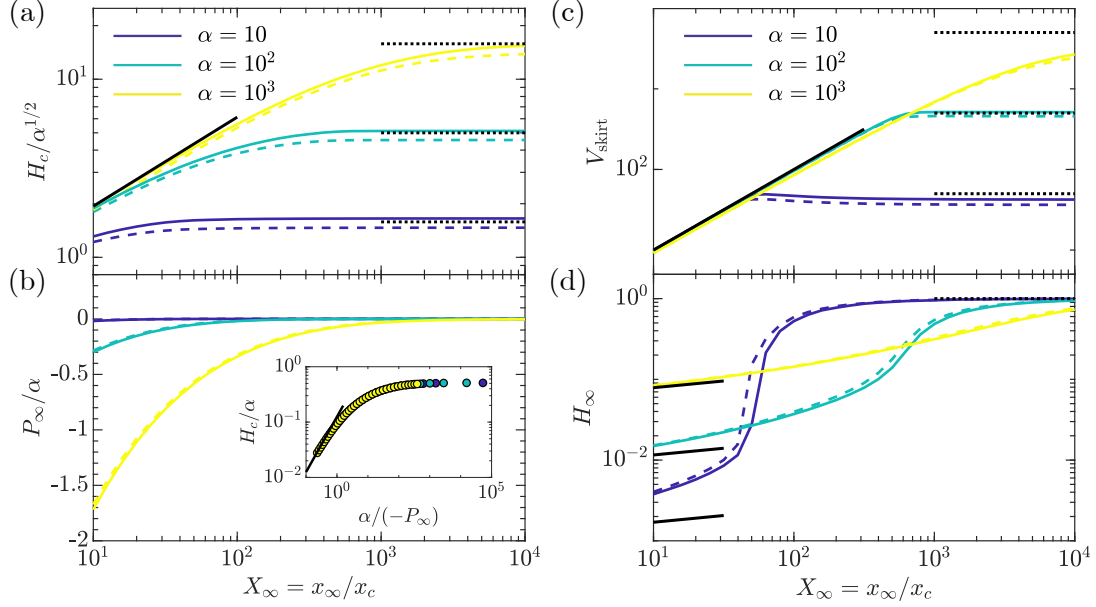 (a)
10¹
10⁰
H_c/α^{1/2}
α = 10
α = 10²
α = 10³
(b)
0
-0.5
-1
-1.5
-2
P_∞/α
10¹
10²
10³
10⁴
X_∞ = x_∞/x_c
10⁰
10⁻¹
10⁻²
H_c/α
10⁰
10⁵
α/(−P_∞)
(c)
10²
V_skirt
α = 10
α = 10²
α = 10³
(d)
10⁰
10⁻²
H_∞
10¹
10²
10³
10⁴
X_∞ = x_∞/x_c